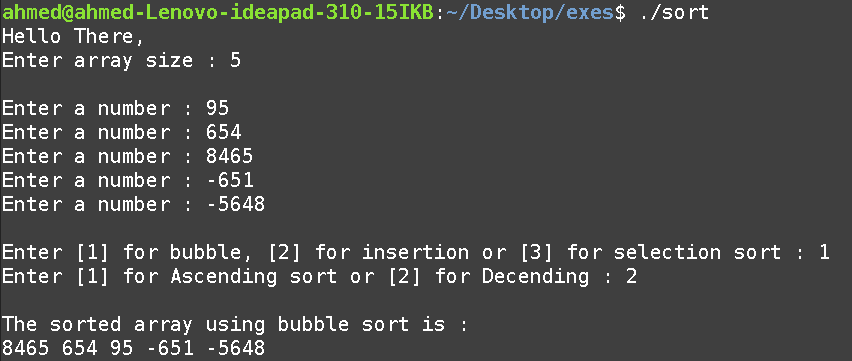 ahmed@ahmed-Lenovo-ideapad-310-15IKB:~/Desktop/exes$ ./sort
Hello There,
Enter array size : 5
Enter a number : 95
Enter a number : 654
Enter a number : 8465
Enter a number : -651
Enter a number : -5648
Enter [1] for bubble, [2] for insertion or [3] for selection sort : 1
Enter [1] for Ascending sort or [2] for Decending : 2
The sorted array using bubble sort is :
8465 654 95 -651 -5648